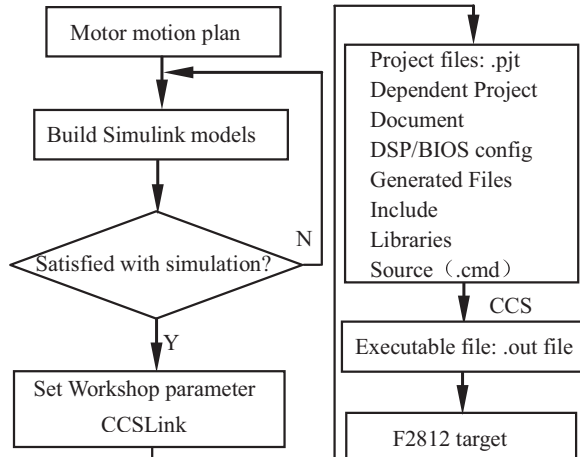 Motor motion plan
Build Simulink models
Satisfied with simulation?
N
Y
Set Workshop parameter
CCSLink
Project files: .pjt
Dependent Project
Document
DSP/BIOS config
Generated Files
Include
Libraries
Source（.cmd）
CCS
Executable file: .out file
F2812 target